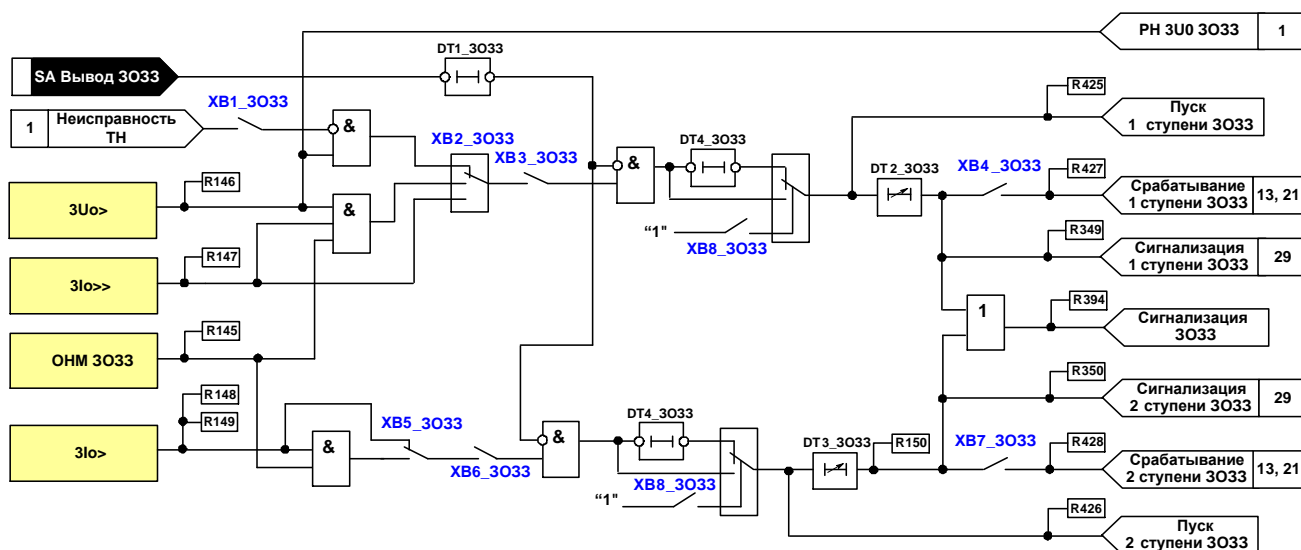 РН 3U0 ЗОЗЗ 1
DT1_ЗОЗЗ
SA Вывод ЗОЗЗ
R425
Пуск
1 ступени ЗОЗЗ
XB1_ЗОЗЗ
1 Неисправность
ТН
&
XB2_ЗОЗЗ
XB3_ЗОЗЗ
&
DT4_ЗОЗЗ
DT2_ЗОЗЗ
XB4_ЗОЗЗ
R427
Срабатывание
1 ступени ЗОЗЗ
13, 21
R146
3Uo>
&
"1"
XB8_ЗОЗЗ
R349
Сигнализация
1 ступени ЗОЗЗ
29
R147
3Io>>
1
R394
Сигнализация
ЗОЗЗ
R145
ОНМ ЗОЗЗ
R350
Сигнализация
2 ступени ЗОЗЗ
29
R148
R149
3Io>
&
XB5_ЗОЗЗ
XB6_ЗОЗЗ
&
DT4_ЗОЗЗ
DT3_ЗОЗЗ
R150
XB7_ЗОЗЗ
R428
Срабатывание
2 ступени ЗОЗЗ
13, 21
"1"
XB8_ЗОЗЗ
R426
Пуск
2 ступени ЗОЗЗ